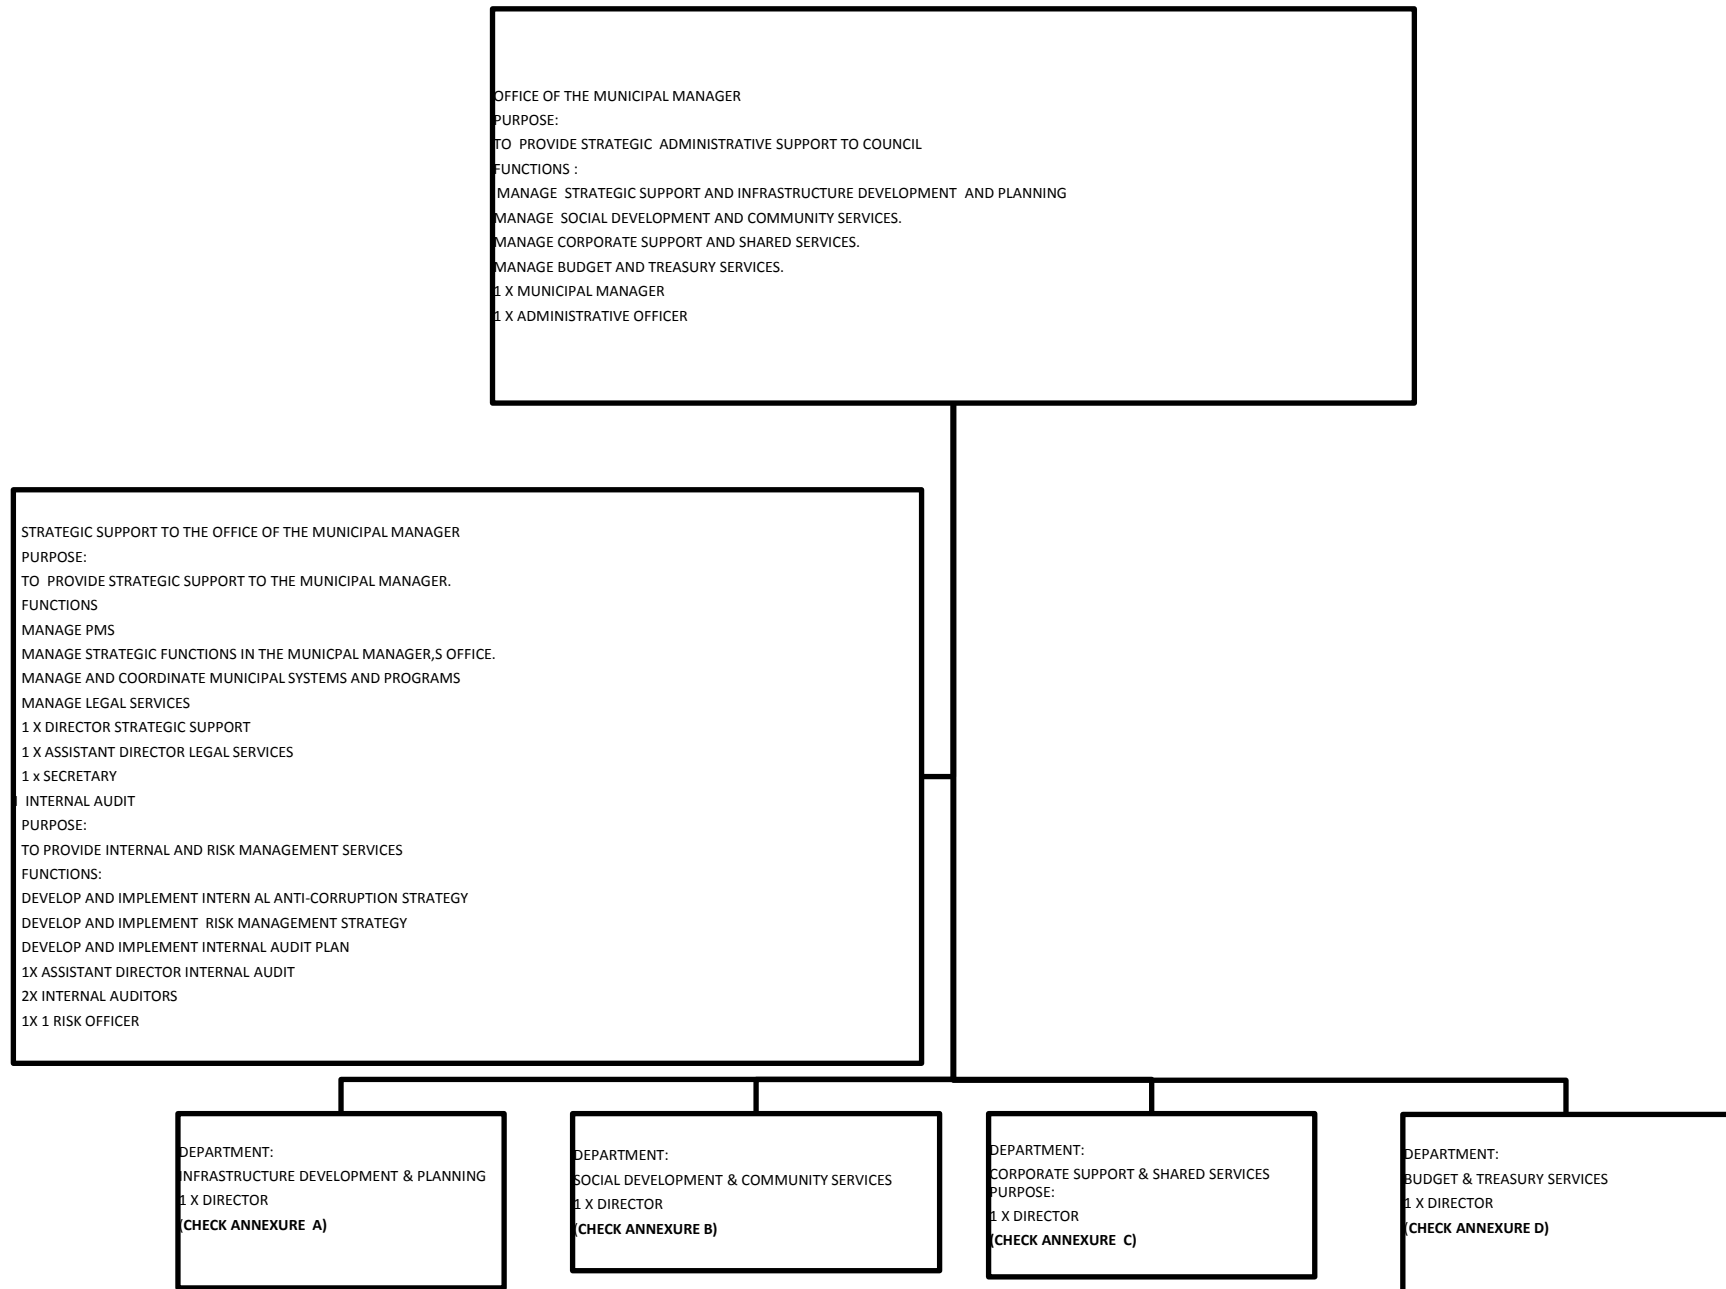 OFFICE OF THE MUNICIPAL MANAGER
PURPOSE:
TO PROVIDE STRATEGIC ADMINISTRATIVE SUPPORT TO COUNCIL
FUNCTIONS :
MANAGE STRATEGIC SUPPORT AND INFRASTRUCTURE DEVELOPMENT AND PLANNING
MANAGE SOCIAL DEVELOPMENT AND COMMUNITY SERVICES.
MANAGE CORPORATE SUPPORT AND SHARED SERVICES.
MANAGE BUDGET AND TREASURY SERVICES.
1 X MUNICIPAL MANAGER
1 X ADMINISTRATIVE OFFICER
STRATEGIC SUPPORT TO THE OFFICE OF THE MUNICIPAL MANAGER
PURPOSE:
TO PROVIDE STRATEGIC SUPPORT TO THE MUNICIPAL MANAGER.
FUNCTIONS
MANAGE PMS
MANAGE STRATEGIC FUNCTIONS IN THE MUNICPAL MANAGER,S OFFICE.
MANAGE AND COORDINATE MUNICIPAL SYSTEMS AND PROGRAMS
MANAGE LEGAL SERVICES
1 X DIRECTOR STRATEGIC SUPPORT
1 X ASSISTANT DIRECTOR LEGAL SERVICES
1 x SECRETARY
INTERNAL AUDIT
PURPOSE:
TO PROVIDE INTERNAL AND RISK MANAGEMENT SERVICES
FUNCTIONS:
DEVELOP AND IMPLEMENT INTERN AL ANTI-CORRUPTION STRATEGY
DEVELOP AND IMPLEMENT RISK MANAGEMENT STRATEGY
DEVELOP AND IMPLEMENT INTERNAL AUDIT PLAN
1X ASSISTANT DIRECTOR INTERNAL AUDIT
2X INTERNAL AUDITORS
1X 1 RISK OFFICER
DEPARTMENT:
INFRASTRUCTURE DEVELOPMENT & PLANNING
1 X DIRECTOR
(CHECK ANNEXURE A)
DEPARTMENT:
SOCIAL DEVELOPMENT & COMMUNITY SERVICES
1 X DIRECTOR
(CHECK ANNEXURE B)
DEPARTMENT:
CORPORATE SUPPORT & SHARED SERVICES
PURPOSE:
1 X DIRECTOR
(CHECK ANNEXURE C)
DEPARTMENT:
BUDGET & TREASURY SERVICES
1 X DIRECTOR
(CHECK ANNEXURE D)